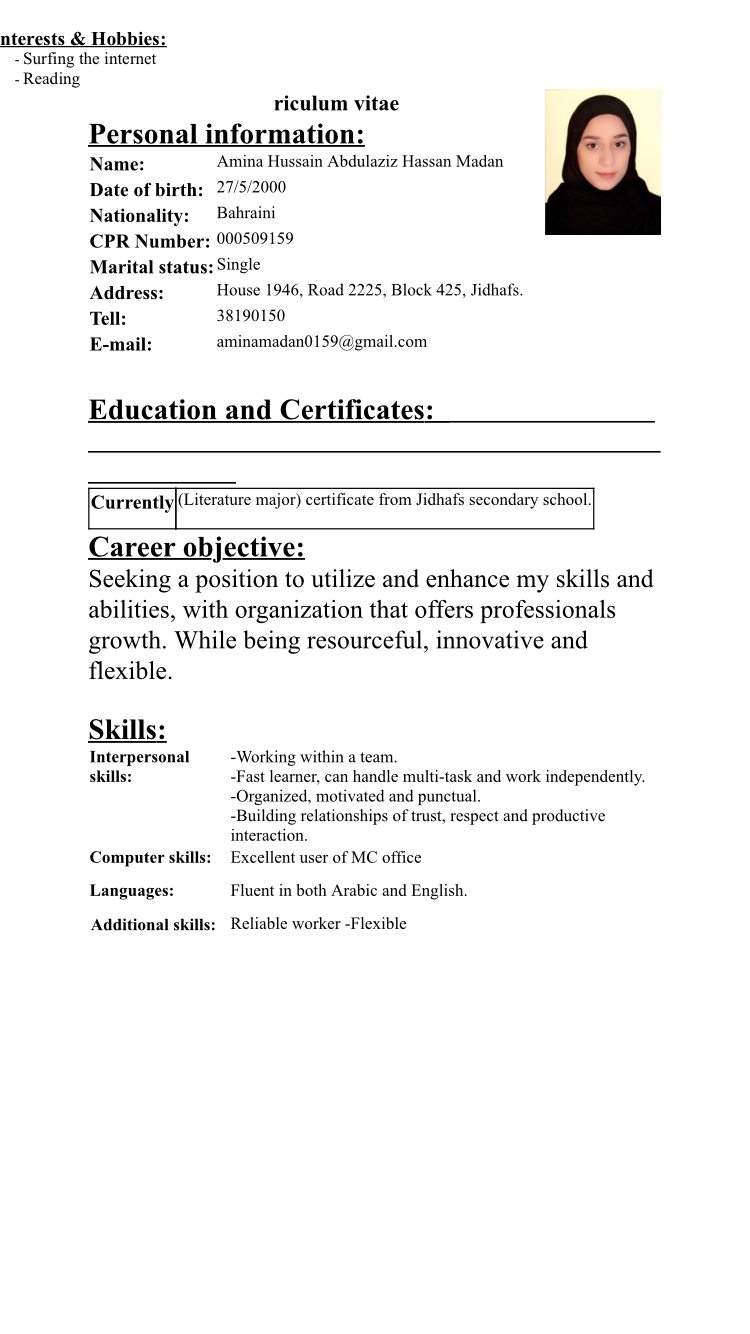 nterests & Hobbies:
- Surfing the internet
- Reading
riculum vitae
Personal information:
Name: Amina Hussain Abdulaziz Hassan Madan
Date of birth: 27/5/2000
Nationality: Bahraini
CPR Number: 000509159
Marital status: Single
Address: House 1946, Road 2225, Block 425, Jidhafs.
Tell: 38190150
E-mail: aminamadan0159@gmail.com
Education and Certificates:
Currently (Literature major) certificate from Jidhafs secondary school.
Career objective:
Seeking a position to utilize and enhance my skills and
abilities, with organization that offers professionals
growth. While being resourceful, innovative and
flexible.
Skills:
Interpersonal skills:
-Working within a team.
-Fast learner, can handle multi-task and work independently.
-Organized, motivated and punctual.
-Building relationships of trust, respect and productive
interaction.
Computer skills: Excellent user of MC office
Languages: Fluent in both Arabic and English.
Additional skills: Reliable worker -Flexible